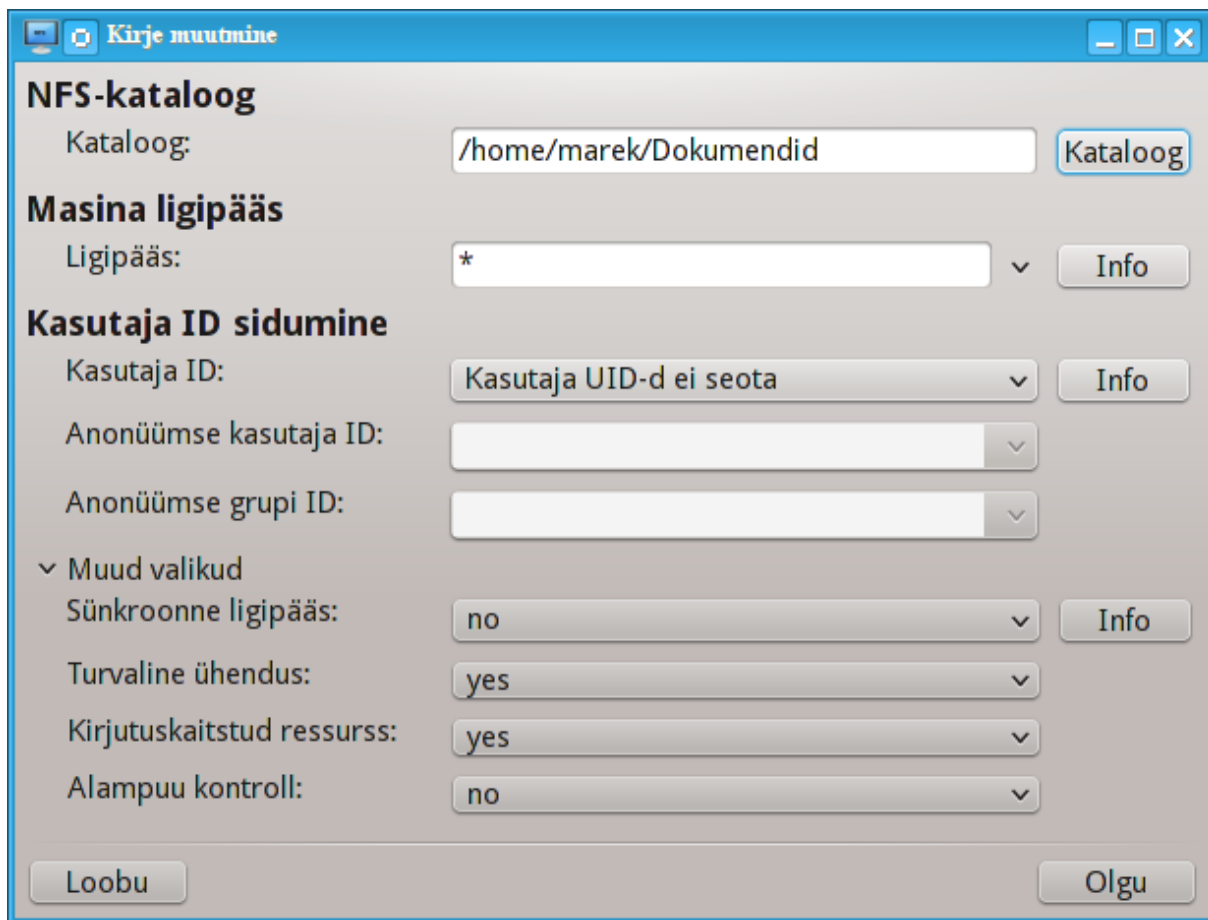 Kirje muutmine
NFS-kataloog
Kataloog: /home/marek/Dokumendid Kataloog
Masina ligipääs
Ligipääs: * Info
Kasutaja ID sidumine
Kasutaja ID: Kasutaja UID-d ei seota Info
Anonüümse kasutaja ID:
Anonüümse grupi ID:
Muud valikud
Sünkroonne ligipääs: no Info
Turvaline ühendus: yes
Kirjutuskaitstud ressurss: yes
Alampuu kontroll: no
Loobu Olgu